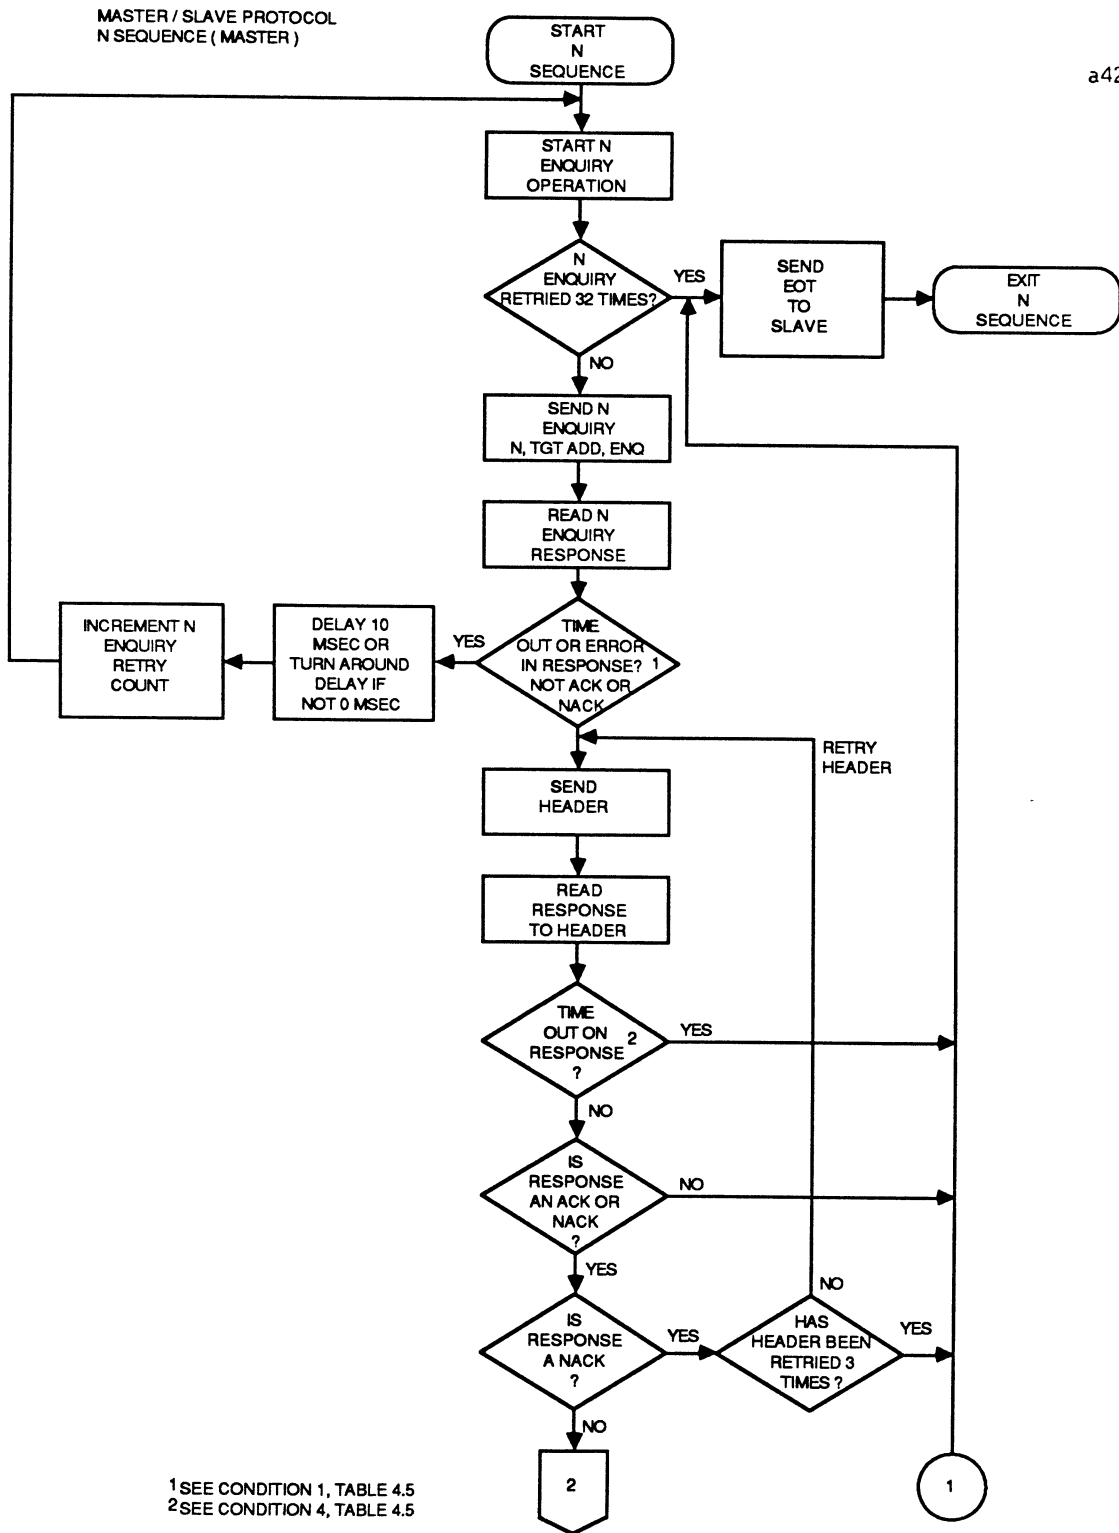 MASTER / SLAVE PROTOCOL
N SEQUENCE ( MASTER )
START
N
SEQUENCE
a42
START N
ENQUIRY
OPERATION
N
ENQUIRY
RETRIED 32 TIMES?
YES
SEND
EOT
TO
SLAVE
EXIT
N
SEQUENCE
NO
SEND N
ENQUIRY
N, TGT ADD, ENQ
READ N
ENQUIRY
RESPONSE
INCREMENT N
ENQUIRY
RETRY
COUNT
DELAY 10
MSEC OR
TURN AROUND
DELAY IF
NOT 0 MSEC
YES
TIME
OUT OR ERROR
IN RESPONSE? 1
NOT ACK OR
NACK
RETRY
HEADER
SEND
HEADER
READ
RESPONSE
TO HEADER
TIME
OUT ON
RESPONSE 2
?
YES
NO
IS
RESPONSE
AN ACK OR
NACK
?
NO
YES
IS
RESPONSE
A NACK
?
YES
NO
HAS
HEADER BEEN
RETRIED 3
TIMES ?
YES
NO
2
1
1 SEE CONDITION 1, TABLE 4.5
2 SEE CONDITION 4, TABLE 4.5